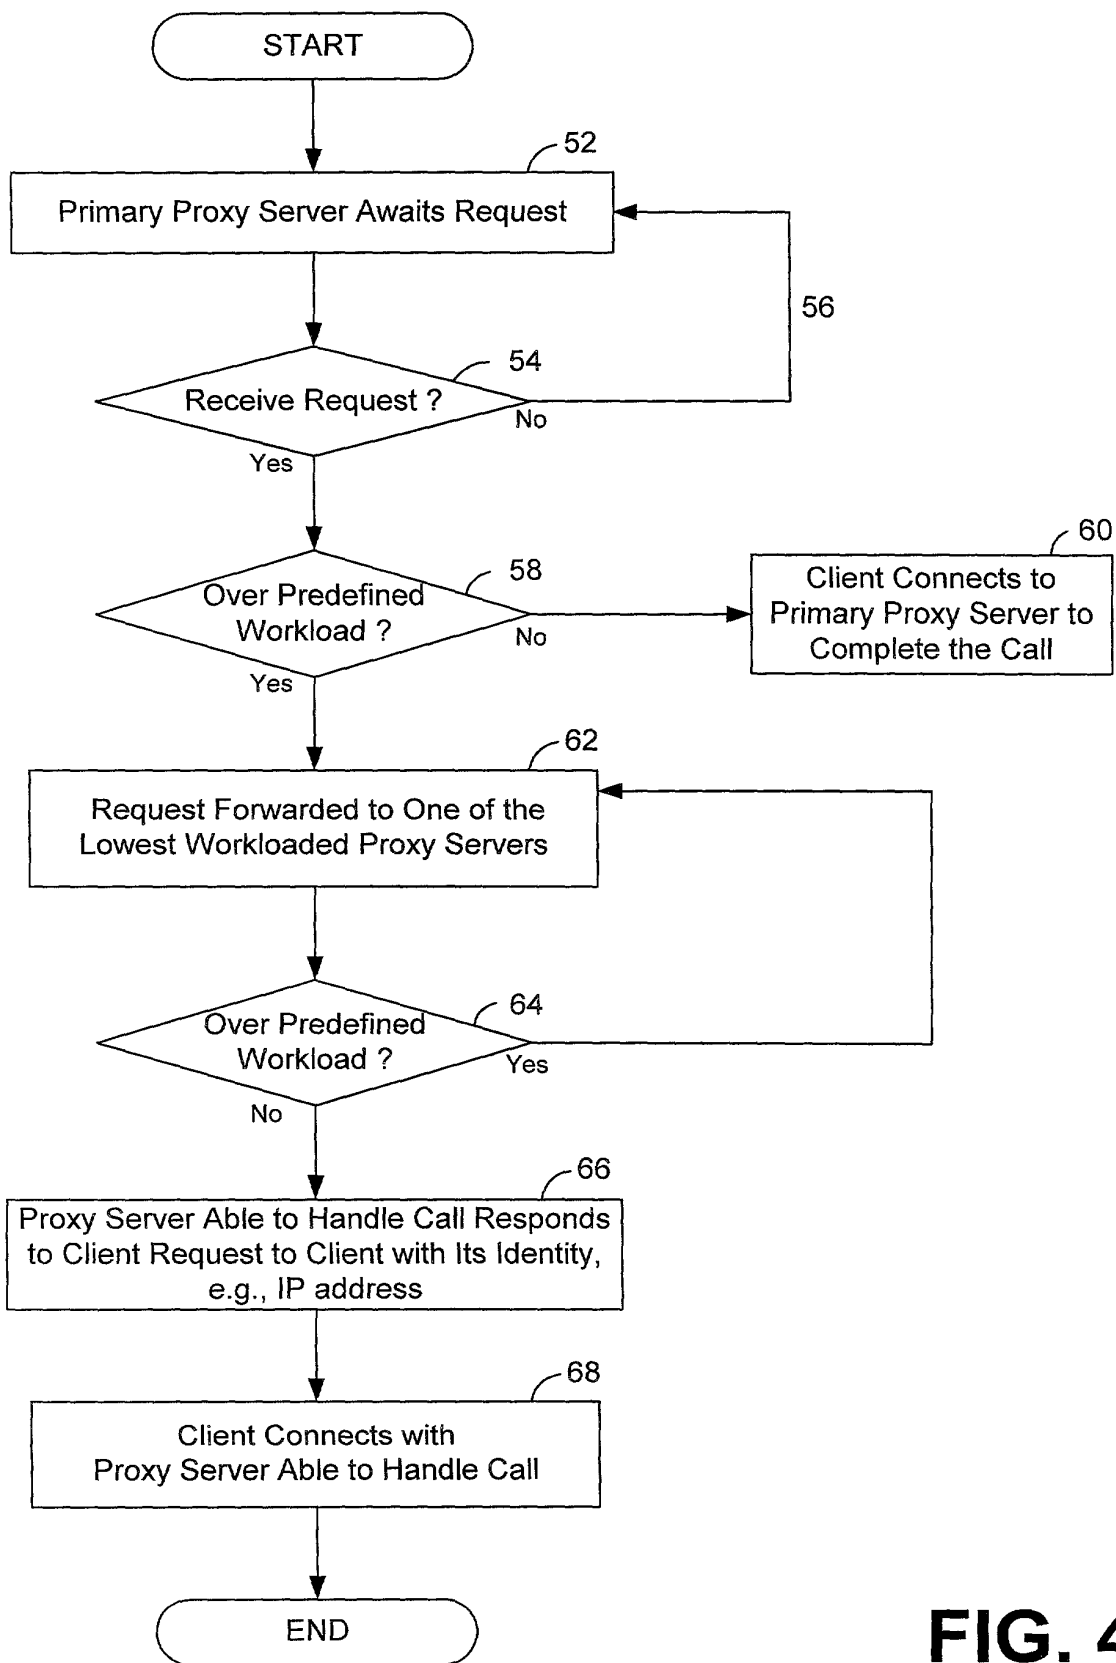 START
52
Primary Proxy Server Awaits Request
56
54
Receive Request ?
No
Yes
58
Over Predefined
Workload ?
No
Yes
60
Client Connects to
Primary Proxy Server to
Complete the Call
62
Request Forwarded to One of the
Lowest Workloaded Proxy Servers
64
Over Predefined
Workload ?
Yes
No
66
Proxy Server Able to Handle Call Responds
to Client Request to Client with Its Identity,
e.g., IP address
68
Client Connects with
Proxy Server Able to Handle Call
END
FIG. 4